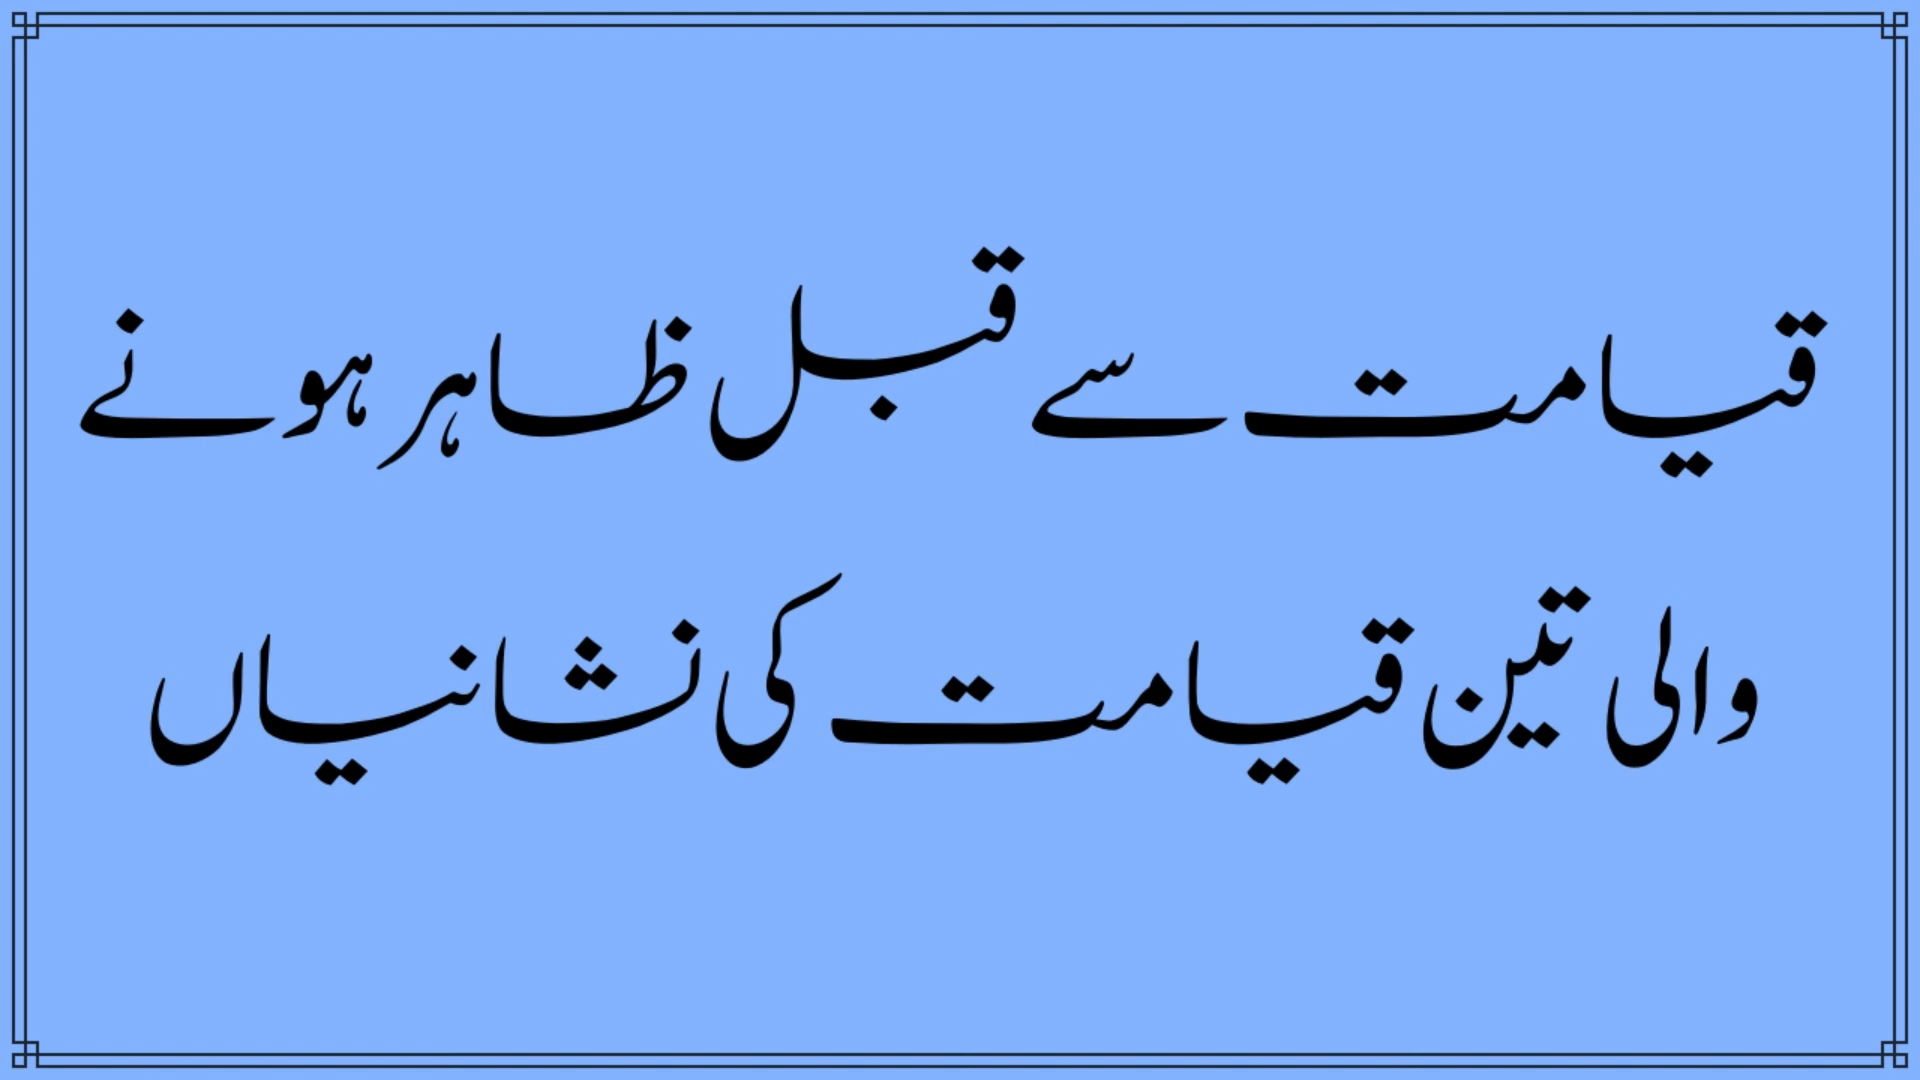 قیامت سے قبل ظاہر ہونے
والی تین قیامت کی نشانیاں